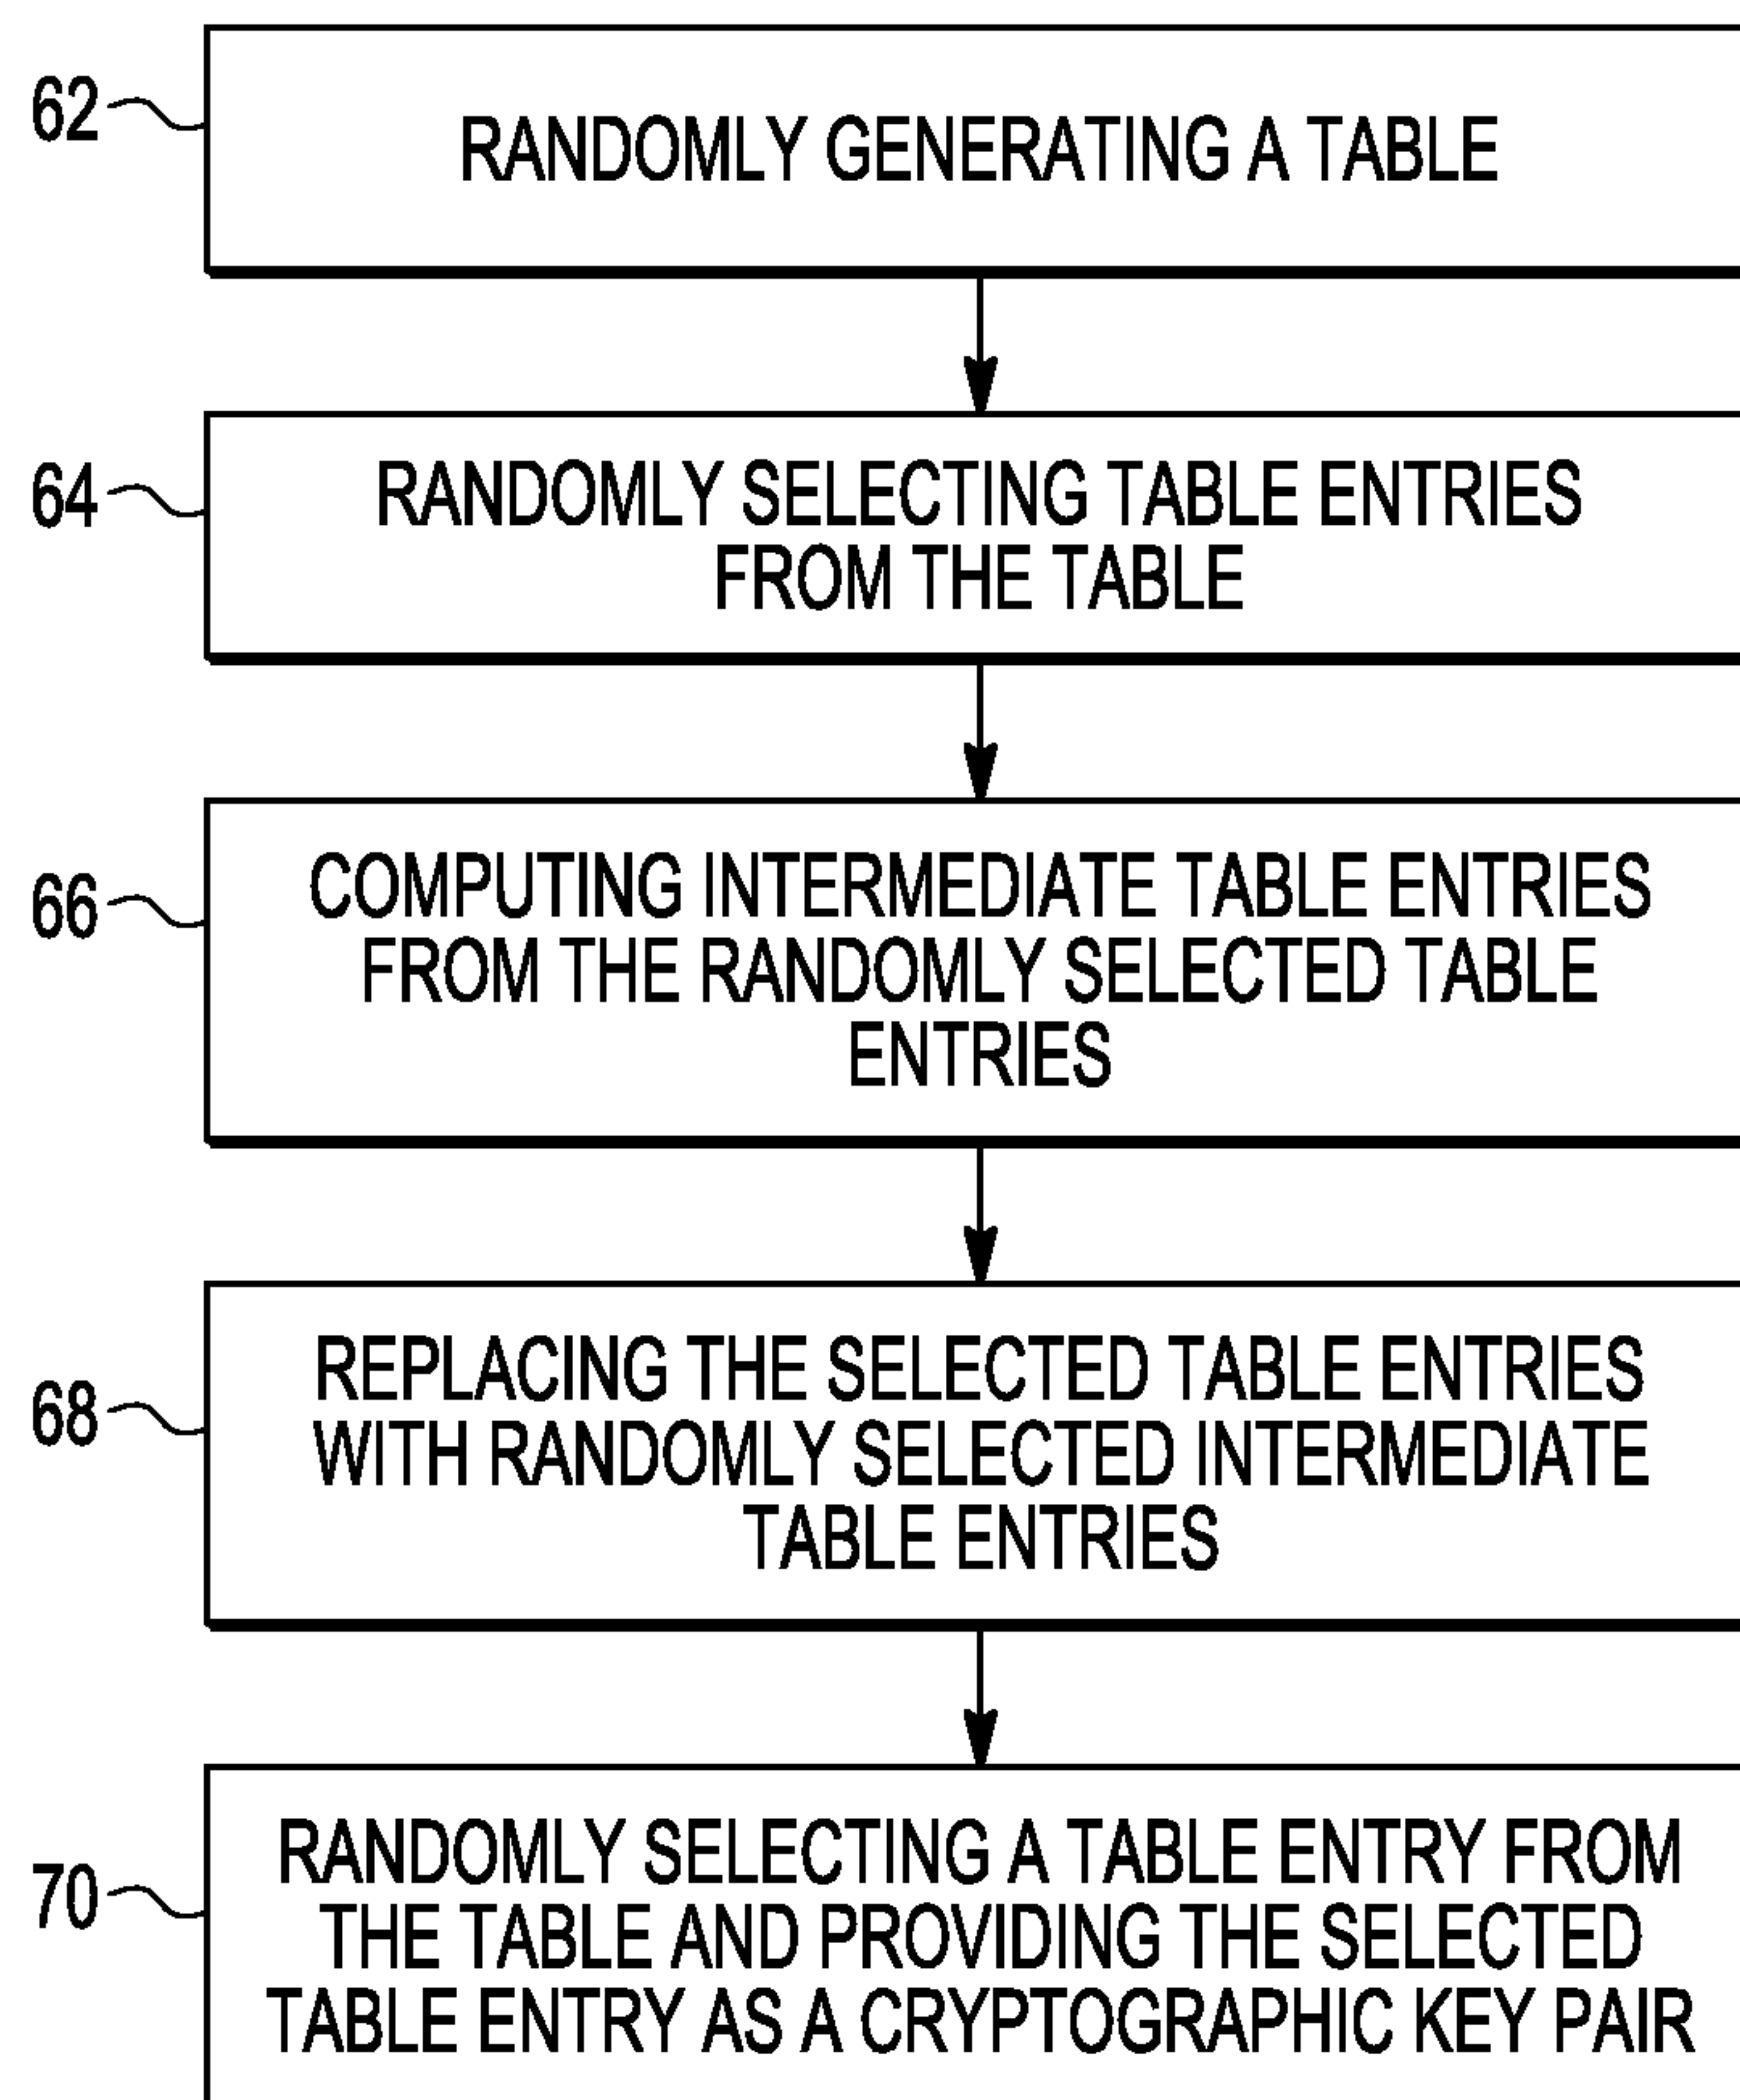 62
RANDOMLY GENERATING A TABLE
64
RANDOMLY SELECTING TABLE ENTRIES
FROM THE TABLE
66
COMPUTING INTERMEDIATE TABLE ENTRIES
FROM THE RANDOMLY SELECTED TABLE
ENTRIES
68
REPLACING THE SELECTED TABLE ENTRIES
WITH RANDOMLY SELECTED INTERMEDIATE
TABLE ENTRIES
70
RANDOMLY SELECTING A TABLE ENTRY FROM
THE TABLE AND PROVIDING THE SELECTED
TABLE ENTRY AS A CRYPTOGRAPHIC KEY PAIR